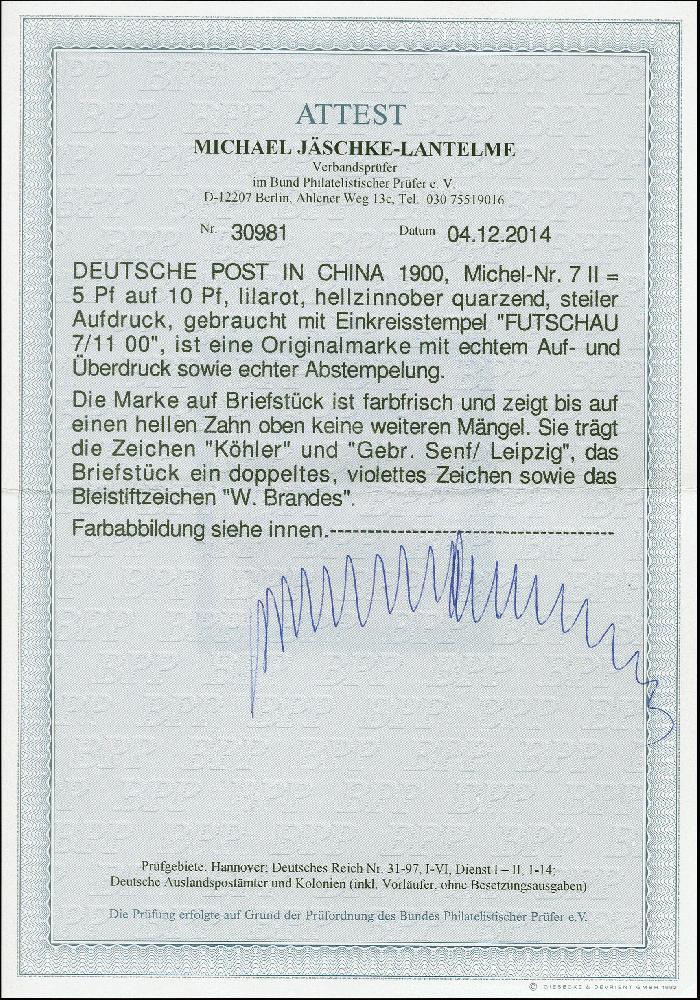 ATTEST
MICHAEL JÄSCHKE-LANTELME
Verbandsprüfer
im Bund Philatelistischer Prüfer e. V.
D-12207 Berlin, Ahlener Weg 13c, Tel. 030 75519016
Nr. 30981 Datum 04.12.2014
DEUTSCHE POST IN CHINA 1900, Michel-Nr. 7 II =
5 Pf auf 10 Pf, lilarot, hellzinnober quarzend, steiler
Aufdruck, gebraucht mit Einkreisstempel "FUTSCHAU
7/11 00", ist eine Originalmarke mit echtem Auf- und
Überdruck sowie echter Abstempelung.
Die Marke auf Briefstück ist farbfrisch und zeigt bis auf
einen hellen Zahn oben keine weiteren Mängel. Sie trägt
die Zeichen "Köhler" und "Gebr. Senf/ Leipzig", das
Briefstück ein doppeltes, violettes Zeichen sowie das
Bleistiftzeichen "W. Brandes".
Farbabbildung siehe innen.-------------------------------------
Prüfgebiete: Hannover; Deutsches Reich Nr. 31-97, I-VI, Dienst I – II, 1-14;
Deutsche Auslandspostämter und Kolonien (inkl. Vorläufer, ohne Besetzungsausgaben)
Die Prüfung erfolgte auf Grund der Prüfordnung des Bundes Philatelistischer Prüfer e.V.
© GIESECKE & DEVRIENT GMBH 1992